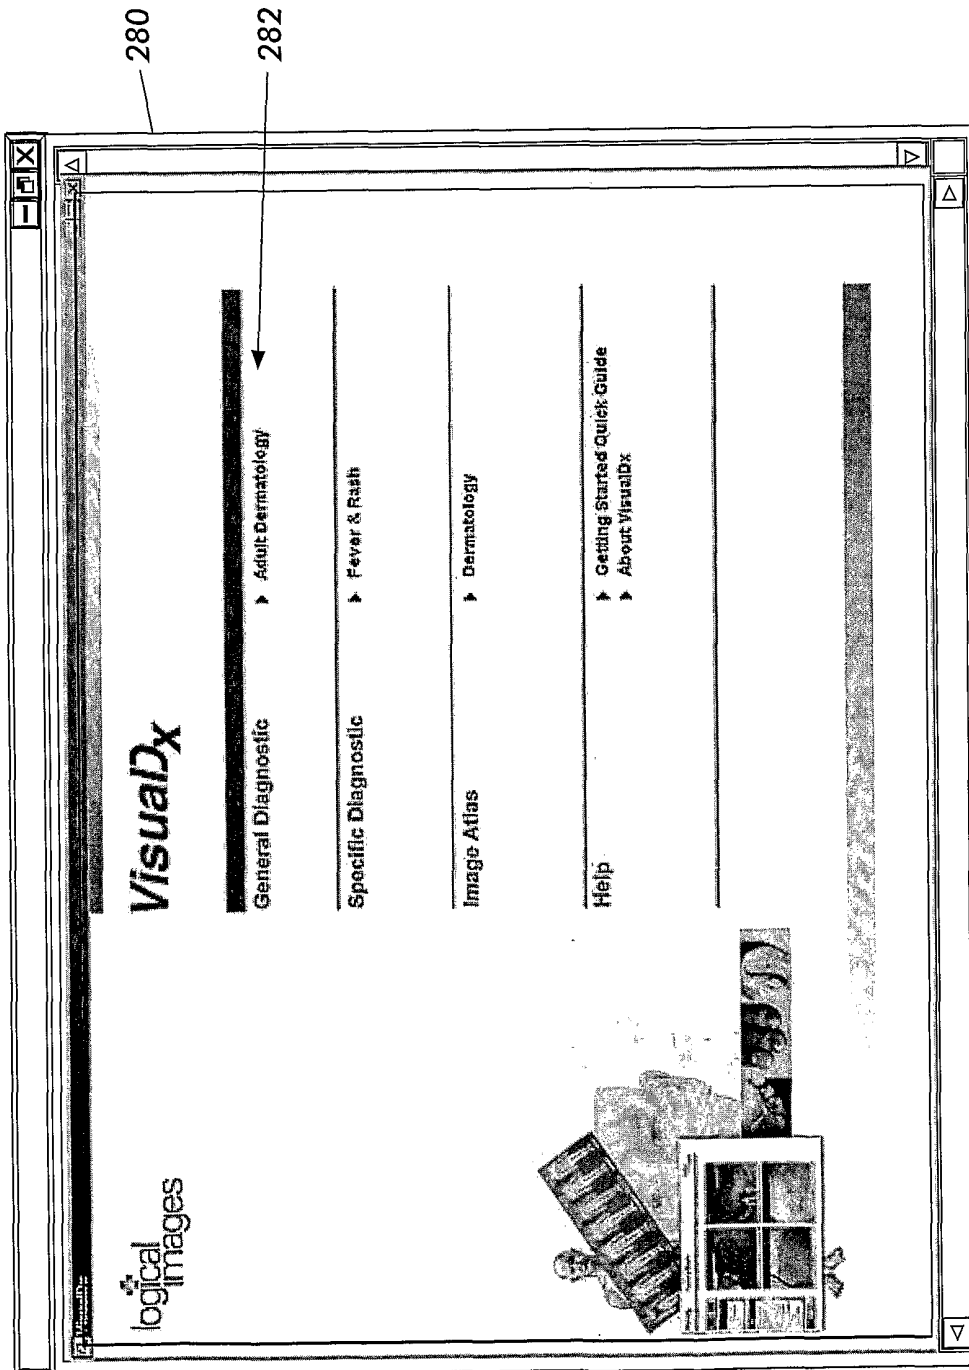 280
282
VisualDx
logical
images
VisualDx
General Diagnostic
Adult Dermatology
Specific Diagnostic
Fever & Rash
Image Atlas
Dermatology
Help
Getting Started Quick Guide
About VisualDx